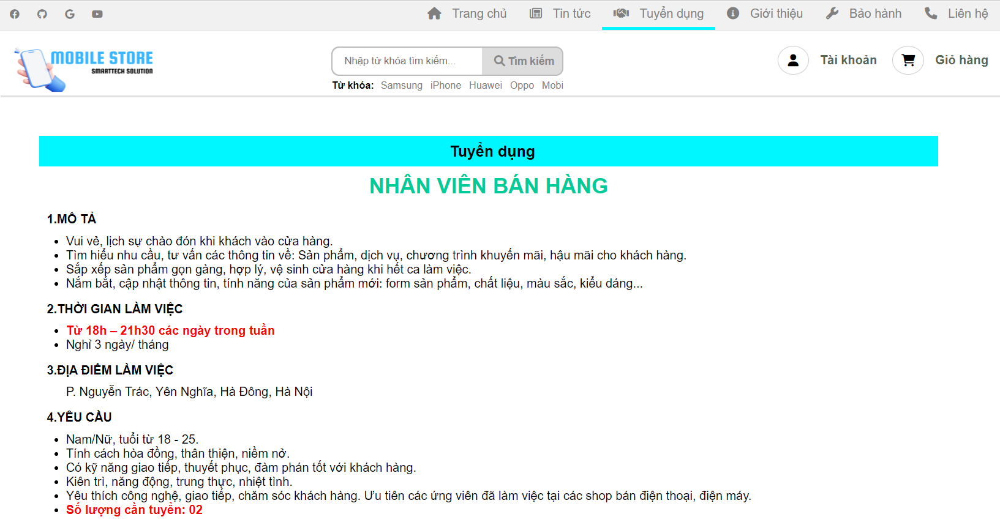 Trang chủ Tin tức Tuyển dụng Giới thiệu Bảo hành Liên hệ
MOBILE STORE
SMARTTECH SOLUTION
Nhập từ khóa tìm kiếm... Tìm kiếm
Tài khoản Giỏ hàng
Từ khóa: Samsung iPhone Huawei Oppo Mobi
Tuyển dụng
NHÂN VIÊN BÁN HÀNG
1.MÔ TẢ
• Vui vẻ, lịch sự chào đón khi khách vào cửa hàng.
• Tìm hiểu nhu cầu, tư vấn các thông tin về: Sản phẩm, dịch vụ, chương trình khuyến mãi, hậu mãi cho khách hàng.
• Sắp xếp sản phẩm gọn gàng, hợp lý, vệ sinh cửa hàng khi hết ca làm việc.
• Nắm bắt, cập nhật thông tin, tính năng của sản phẩm mới: form sản phẩm, chất liệu, màu sắc, kiểu dáng...
2.THỜI GIAN LÀM VIỆC
• Từ 18h – 21h30 các ngày trong tuần
• Nghỉ 3 ngày/ tháng
3.ĐỊA ĐIỂM LÀM VIỆC
P. Nguyễn Trác, Yên Nghĩa, Hà Đông, Hà Nội
4.YÊU CẦU
• Nam/Nữ, tuổi từ 18 - 25.
• Tính cách hòa đồng, thân thiện, niềm nở.
• Có kỹ năng giao tiếp, thuyết phục, đàm phán tốt với khách hàng.
• Kiên trì, năng động, trung thực, nhiệt tình.
• Yêu thích công nghệ, giao tiếp, chăm sóc khách hàng. Ưu tiên các ứng viên đã làm việc tại các shop bán điện thoại, điện máy.
• Số lượng cần tuyển: 02